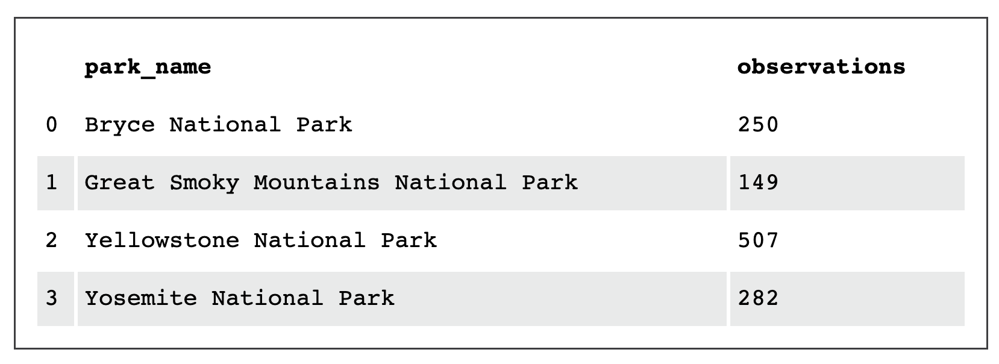 park_name observations
0 Bryce National Park 250
1 Great Smoky Mountains National Park 149
2 Yellowstone National Park 507
3 Yosemite National Park 282